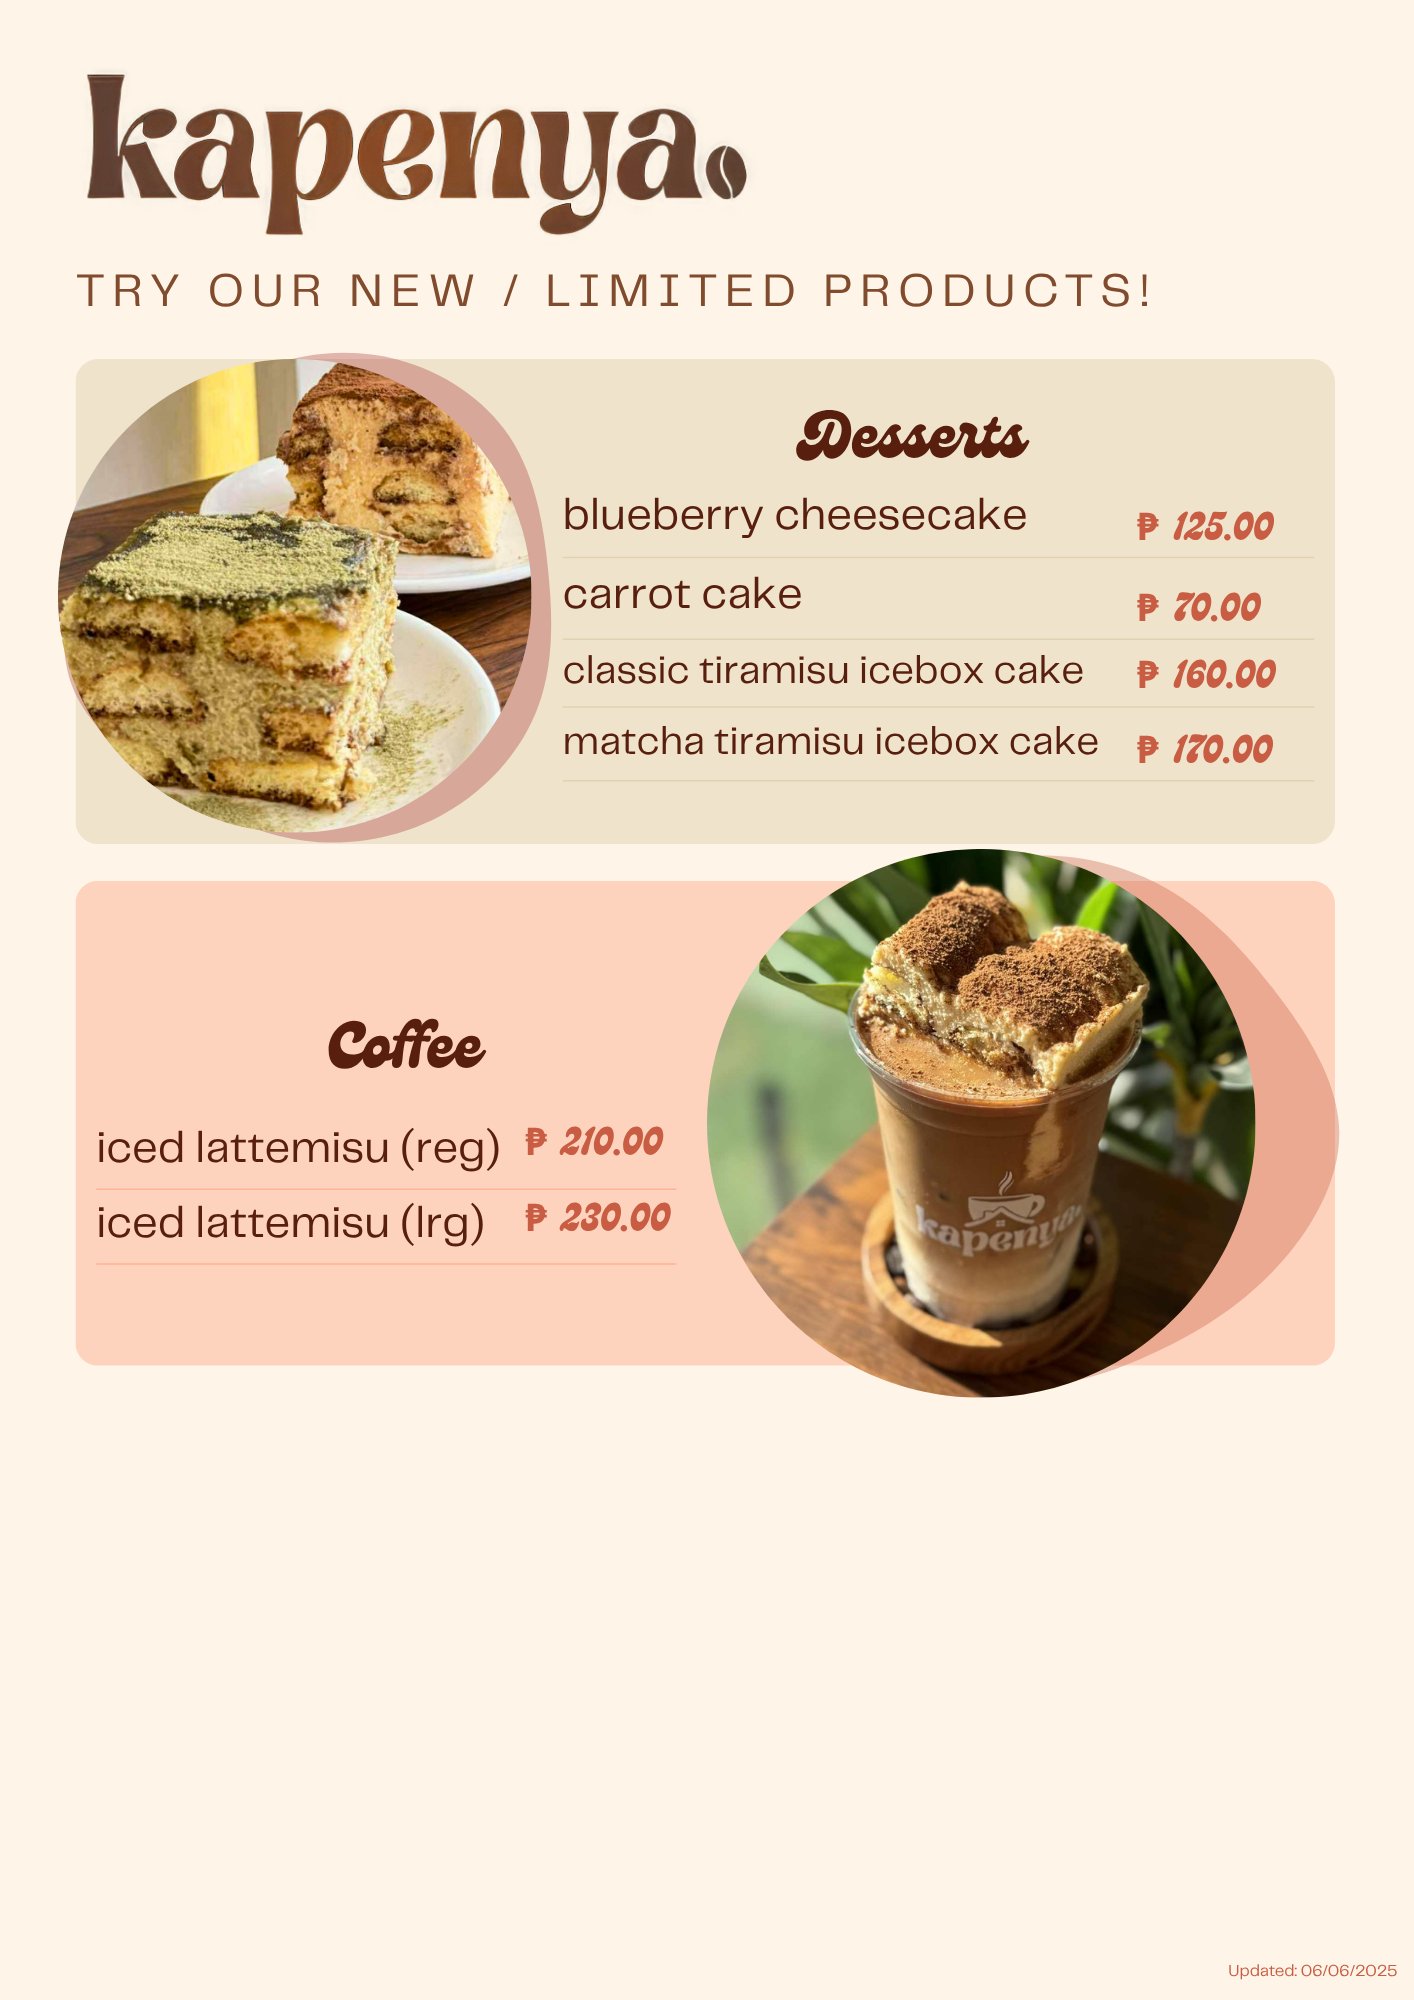 kapenya
TRY OUR NEW / LIMITED PRODUCTS!
Desserts
blueberry cheesecake ₱ 125.00
carrot cake ₱ 70.00
classic tiramisu icebox cake ₱ 160.00
matcha tiramisu icebox cake ₱ 170.00
Coffee
iced lattemisu (reg) ₱ 210.00
iced lattemisu (lrg) ₱ 230.00
kapenya
Updated: 06/06/2025